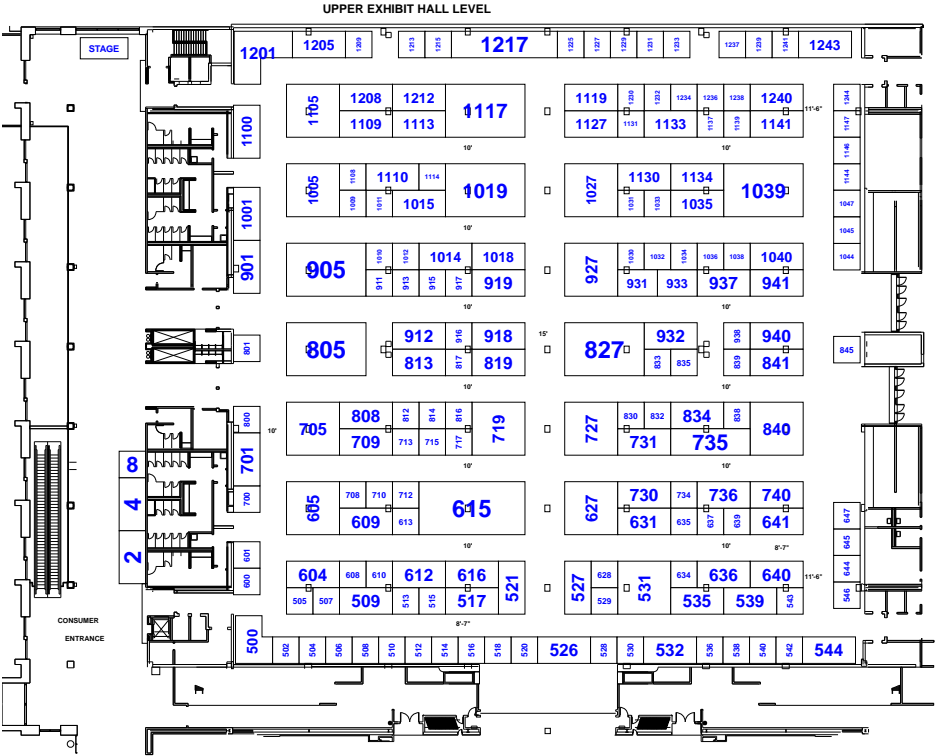 UPPER EXHIBIT HALL LEVEL
STAGE
1201 1205 1209 1213 1215 1217 1225 1227 1229 1231 1233 1237 1239 1241 1243
1105 1208 1212 1117 1119 1230 1232 1234 1236 1238 1240 1244
11'-6"
1100 1109 1113 1127 1131 1133 1137 1139 1141 1147
10' 10' 1146
1005 1108 1110 1114 1019 1027 1130 1134 1039 1144
1001 1009 1011 1015 1031 1033 1035 1047
10' 1045
901 905 1010 1012 1014 1018 927 1030 1032 1034 1036 1038 1040 1044
911 913 915 917 919 931 933 937 941
10' 10'
801 805 912 916 918 15' 827 932 938 940 845
813 817 819 833 835 839 841
10' 10'
800 705 808 812 814 816 719 727 830 832 834 838 840
10'
701 709 713 715 717 731 735
8 10' 10'
700 605 708 710 712 615 627 730 734 736 740
4 609 613 631 635 637 639 641 647
2 601 10' 10' 8'-7" 645
600 604 608 610 612 616 521 527 628 531 634 636 640 644
11'-6"
505 507 509 513 515 517 529 535 539 543 546
CONSUMER
ENTRANCE
8'-7"
500 502 504 506 508 510 512 514 516 518 520 526 528 530 532 536 538 540 542 544